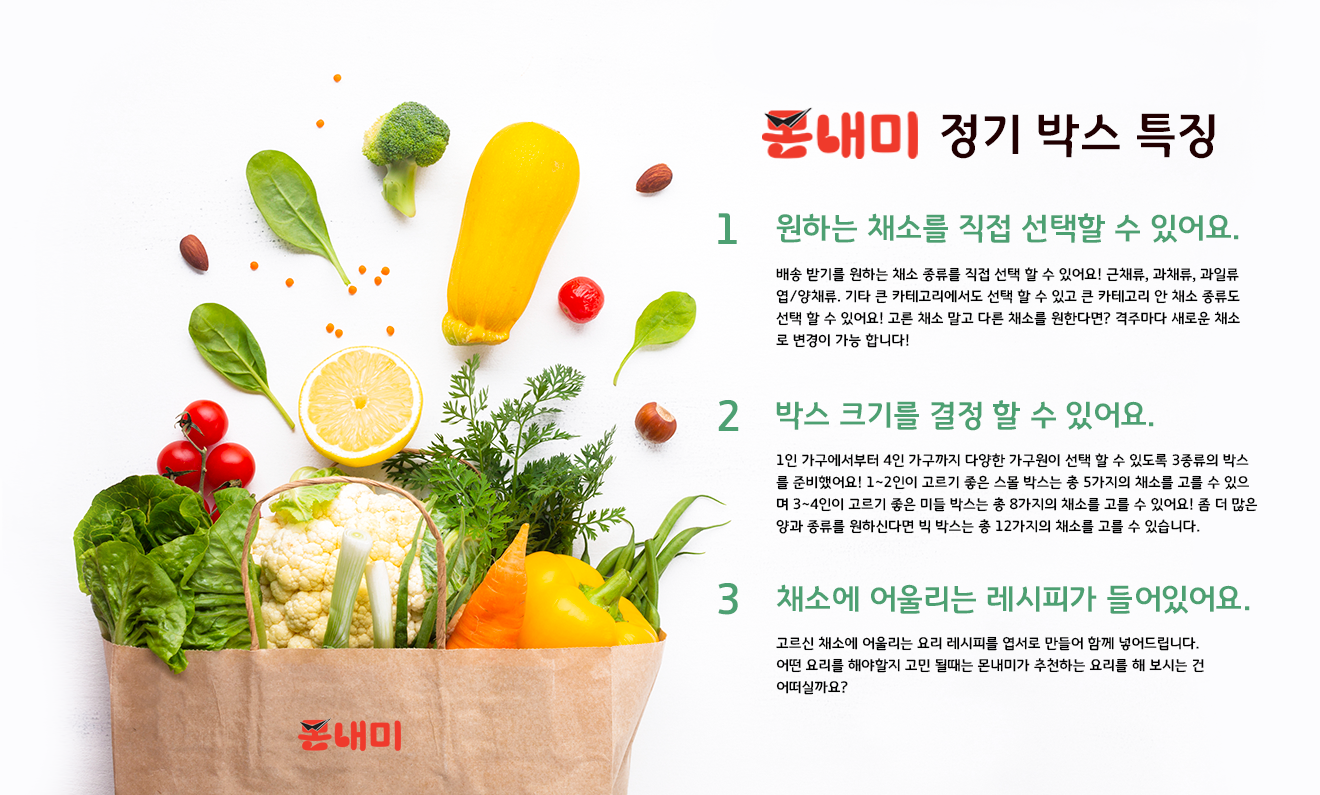 몬내미 정기 박스 특징
1 원하는 채소를 직접 선택할 수 있어요.
배송 받기를 원하는 채소 종류를 직접 선택 할 수 있어요! 근채류, 과채류, 과일류
엽/양채류. 기타 큰 카테고리에서도 선택 할 수 있고 큰 카테고리 안 채소 종류도
선택 할 수 있어요! 고른 채소 말고 다른 채소를 원한다면? 격주마다 새로운 채소
로 변경이 가능 합니다!
2 박스 크기를 결정 할 수 있어요.
1인 가구에서부터 4인 가구까지 다양한 가구원이 선택 할 수 있도록 3종류의 박스
를 준비했어요! 1~2인이 고르기 좋은 스몰 박스는 총 5가지의 채소를 고를 수 있으
며 3~4인이 고르기 좋은 미들 박스는 총 8가지의 채소를 고를 수 있어요! 좀 더 많은
양과 종류를 원하신다면 빅 박스는 총 12가지의 채소를 고를 수 있습니다.
3 채소에 어울리는 레시피가 들어있어요.
고르신 채소에 어울리는 요리 레시피를 엽서로 만들어 함께 넣어드립니다.
어떤 요리를 해야할지 고민 될때는 몬내미가 추천하는 요리를 해 보시는 건
어떠실까요?
몬내미